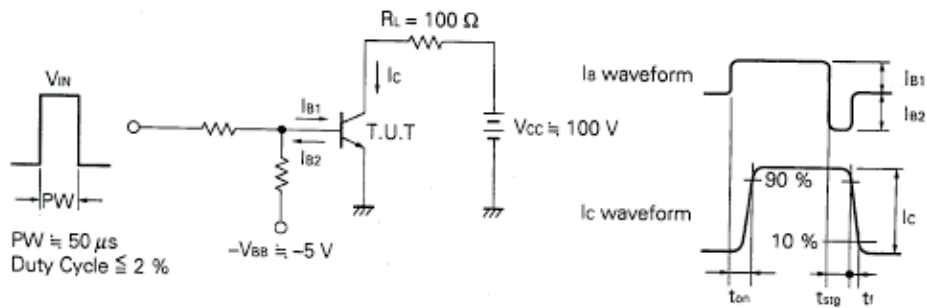 RL = 100 Ω
VIN
IC
IB1
T.U.T
IB2
VCC ≒ 100 V
PW
PW ≒ 50 μs
Duty Cycle ≦ 2 %
−VBB ≒ −5 V
IB waveform
IB1
IB2
90 %
IC waveform
IC
10 %
ton
tstg
tf